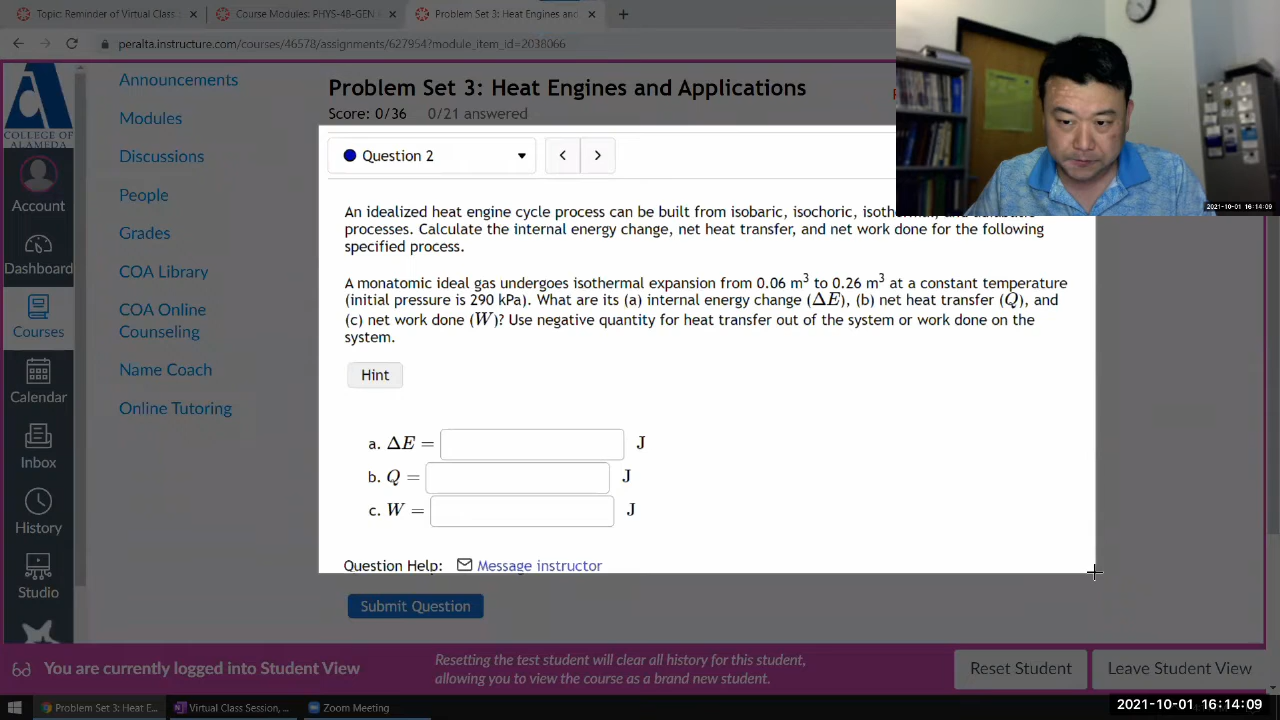 Topic: Reminder of Virtual Class
Course Modules: PHYS-4B-GEN
Problem Set 3: Heat Engines and
peralta.instructure.com/courses/46578/assignments/627954?module_item_id=2038066
COLLEGE OF
ALAMEDA
Account
Dashboard
Courses
Calendar
Inbox
History
Studio
Announcements
Modules
Discussions
People
Grades
COA Library
COA Online
Counseling
Name Coach
Online Tutoring
Problem Set 3: Heat Engines and Applications
Score: 0/36 0/21 answered
Question 2
An idealized heat engine cycle process can be built from isobaric, isochoric,
processes. Calculate the internal energy change, net heat transfer, and net work done for the following
specified process.
A monatomic ideal gas undergoes isothermal expansion from 0.06 m³ to 0.26 m³ at a constant temperature
(initial pressure is 290 kPa). What are its (a) internal energy change (ΔE), (b) net heat transfer (Q), and
(c) net work done (W)? Use negative quantity for heat transfer out of the system or work done on the
system.
Hint
a. ΔE = J
b. Q = J
c. W = J
Question Help: Message instructor
Submit Question
2021-10-01 16:14:09
You are currently logged into Student View
Resetting the test student will clear all history for this student,
allowing you to view the course as a brand new student.
Reset Student
Leave Student View
Problem Set 3: Heat E...
Virtual Class Session, ...
Zoom Meeting
2021-10-01 16:14:09